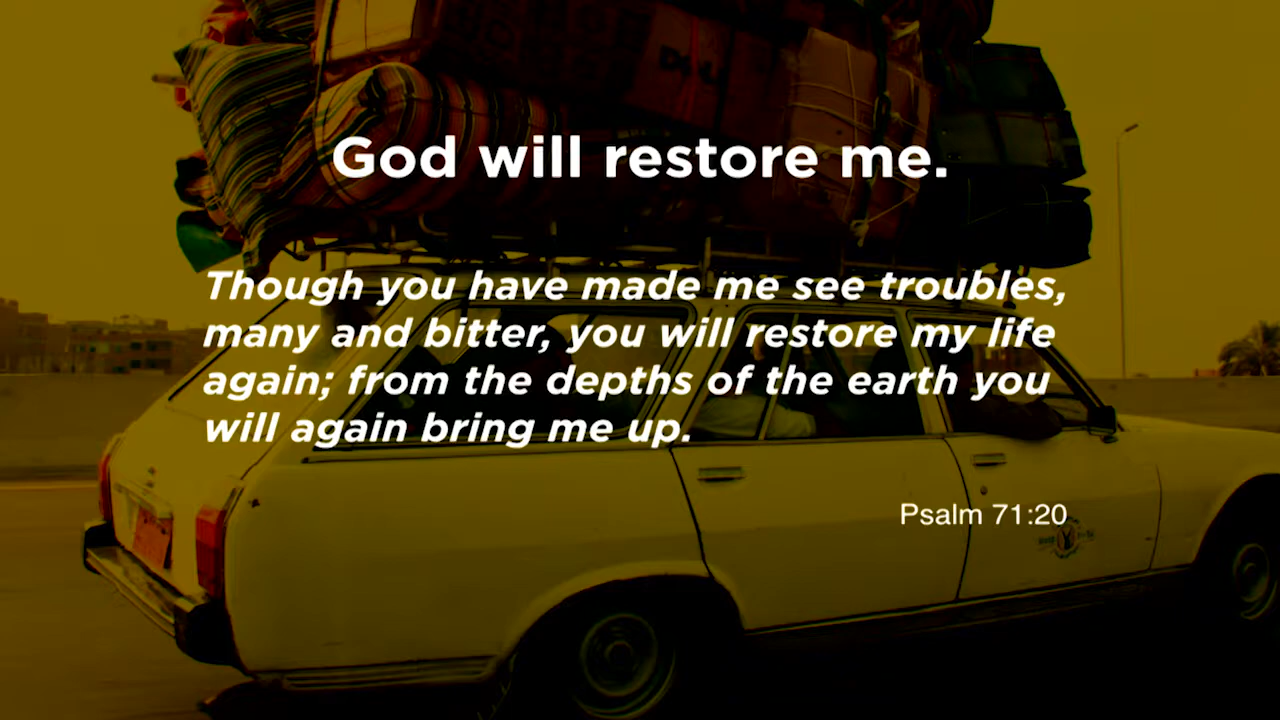 God will restore me.
Though you have made me see troubles,
many and bitter, you will restore my life
again; from the depths of the earth you
will again bring me up.
Psalm 71:20